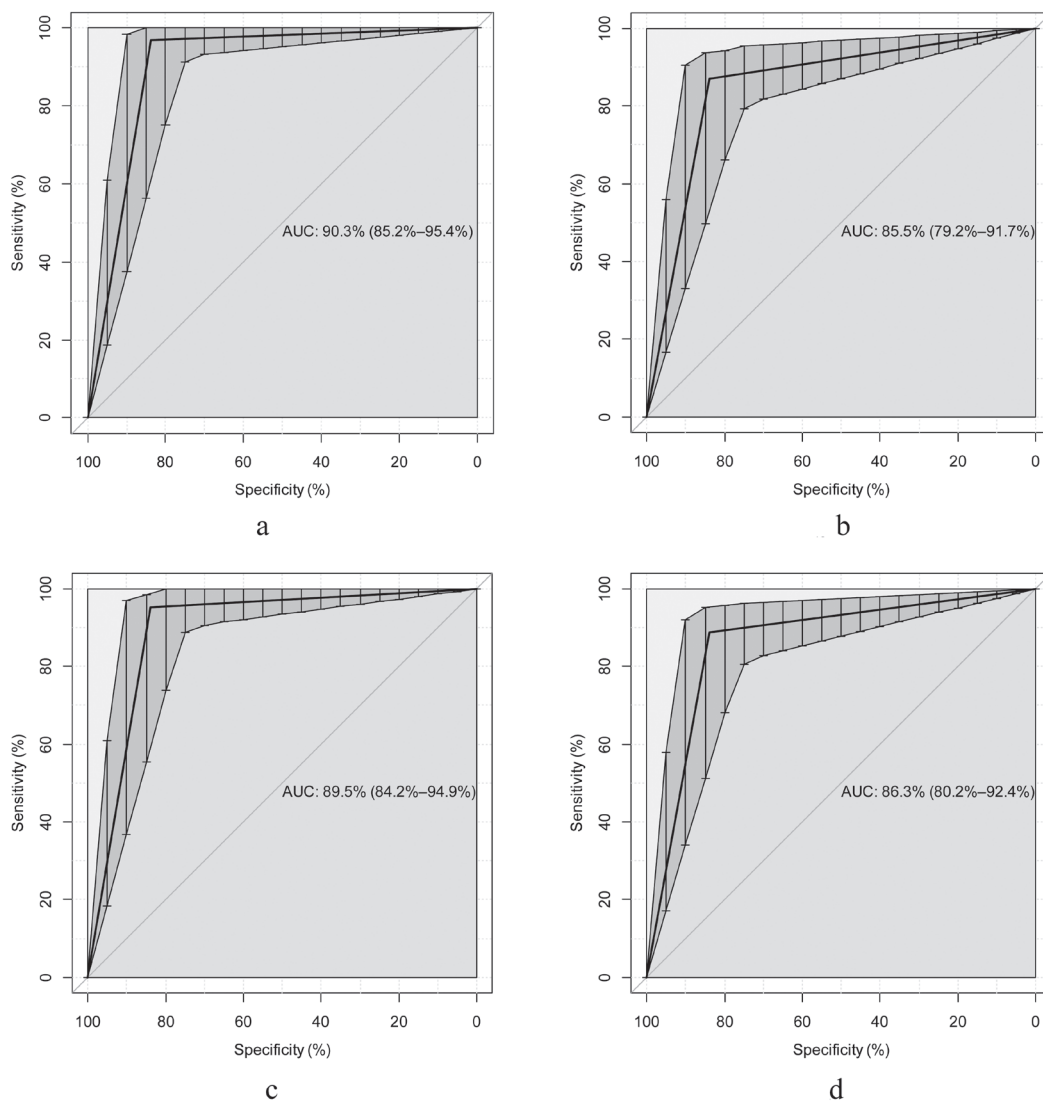 100
80
60
40
20
0
Sensitivity (%)
AUC: 90.3% (85.2%–95.4%)
100 80 60 40 20 0
Specificity (%)
a
100
80
60
40
20
0
Sensitivity (%)
AUC: 85.5% (79.2%–91.7%)
100 80 60 40 20 0
Specificity (%)
b
100
80
60
40
20
0
Sensitivity (%)
AUC: 89.5% (84.2%–94.9%)
100 80 60 40 20 0
Specificity (%)
c
100
80
60
40
20
0
Sensitivity (%)
AUC: 86.3% (80.2%–92.4%)
100 80 60 40 20 0
Specificity (%)
d